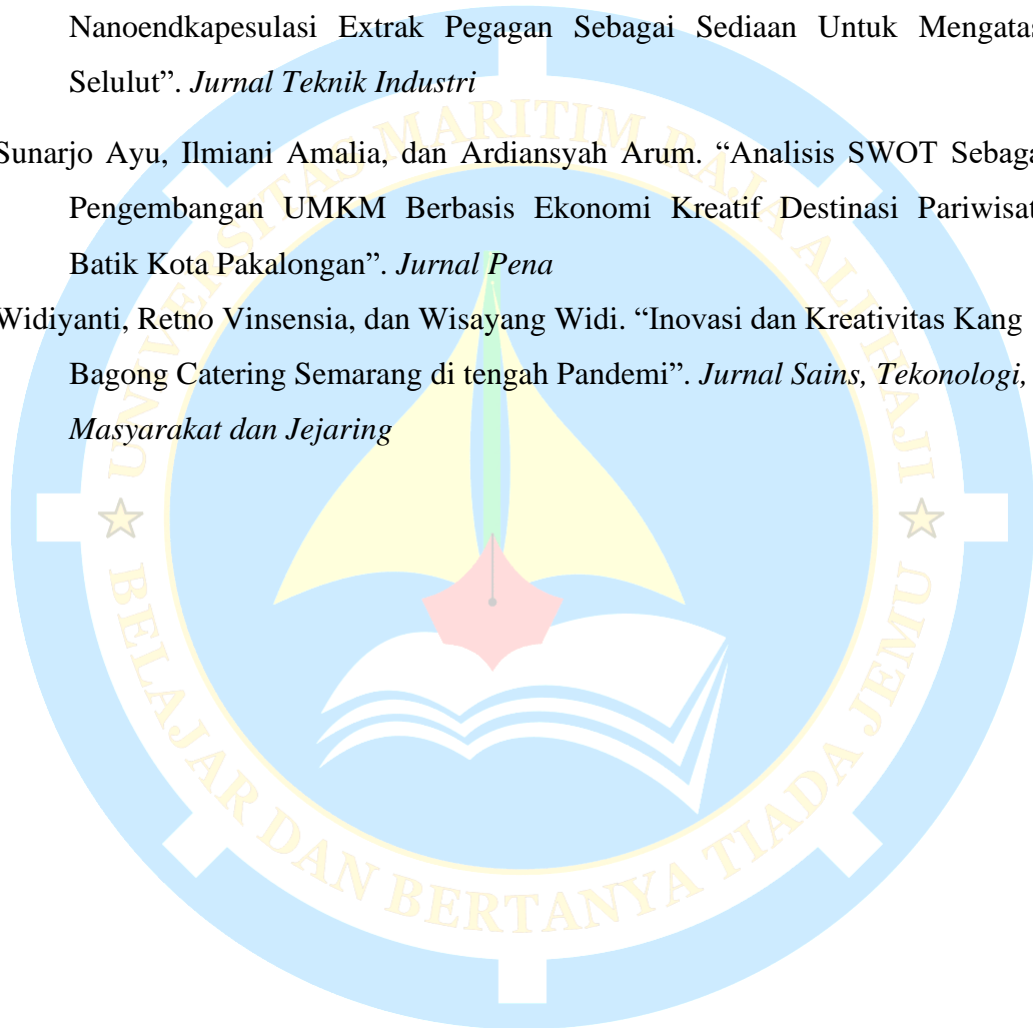 Nanoendkapesulasi Extrak Pegagan Sebagai Sediaan Untuk Mengatas
Selulut”. Jurnal Teknik Industri
Sunarjo Ayu, Ilmiani Amalia, dan Ardiansyah Arum. “Analisis SWOT Sebaga
Pengembangan UMKM Berbasis Ekonomi Kreatif Destinasi Pariwisat
Batik Kota Pakalongan”. Jurnal Pena
Widiyanti, Retno Vinsensia, dan Wisayang Widi. “Inovasi dan Kreativitas Kang
Bagong Catering Semarang di tengah Pandemi”. Jurnal Sains, Tekonologi,
Masyarakat dan Jejaring
UNIVERSITAS MARITIM RAJA ALI HAJI
BELAJAR DAN BERTANYA TIADA JEMU